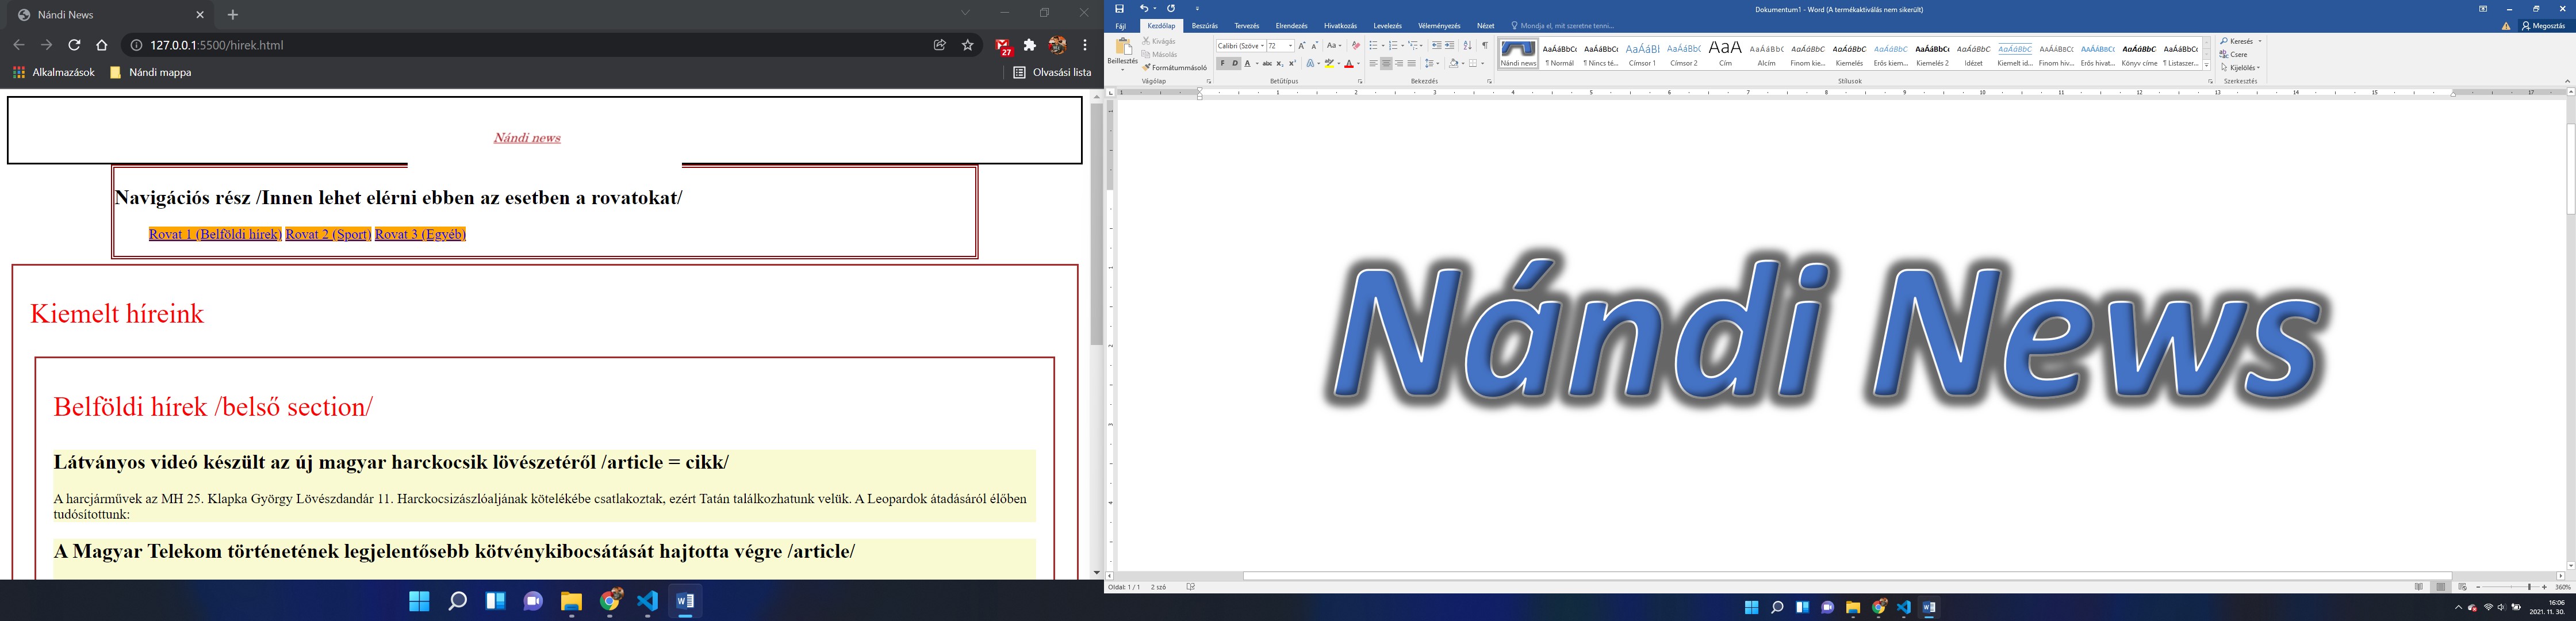 Nándi News
127.0.0.1:5500/hirek.html
27
Alkalmazások
Nándi mappa
Olvasási lista
Nándi news
Navigációs rész /Innen lehet elérni ebben az esetben a rovatokat/
Rovat 1 (Belföldi hírek) Rovat 2 (Sport) Rovat 3 (Egyéb)
Kiemelt híreink
Belföldi hírek /belső section/
Látványos videó készült az új magyar harckocsik lövészetéről /article = cikk/
A harcjárművek az MH 25. Klapka György Lövészdandár 11. Harckocsizászlóaljának kötelékébe csatlakoztak, ezért Tatán találkozhatunk velük. A Leopardok átadásáról élőben
tudósítottunk:
A Magyar Telekom történetének legjelentősebb kötvénykibocsátását hajtotta végre /article/
Dokumentum1 - Word (A termékaktiválás nem sikerült)
Fájl Kezdőlap Beszúrás Tervezés Elrendezés Hivatkozás Levelezés Véleményezés Nézet Mondja el, mit szeretne tenni... Megosztás
Beillesztés
Kivágás
Másolás
Formátummásoló
Vágólap
Calibri (Szöve 72
F D A abc x₂ x²
Betűtípus
Bekezdés
Nándi news ¶ Normál ¶ Nincs té... Címsor 1 Címsor 2 Cím Alcím Finom kie... Kiemelés Erős kiem... Kiemelés 2 Idézet Kiemelt id... Finom hiv... Erős hivat... Könyv címe ¶ Listaszer...
Stílusok
Keresés
Csere
Kijelölés
Szerkesztés
Nándi News
Oldal: 1 / 1 2 szó
360%
16:06
2021. 11. 30.